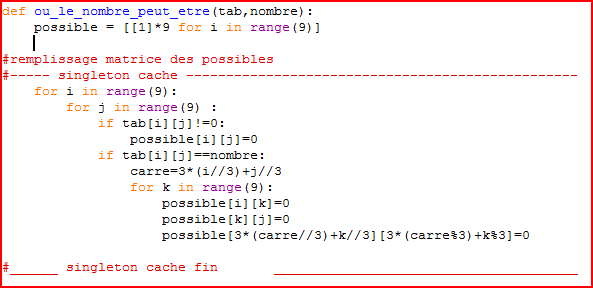 def ou_le_nombre_peut_etre(tab,nombre):
    possible = [[1]*9 for i in range(9)]
#remplissage matrice des possibles
#----- singleton cache -----------------------------------------------
    for i in range(9):
        for j in range(9) :
            if tab[i][j]!=0:
                possible[i][j]=0
            if tab[i][j]==nombre:
                carre=3*(i//3)+j//3
                for k in range(9):
                    possible[i][k]=0
                    possible[k][j]=0
                    possible[3*(carre//3)+k//3][3*(carre%3)+k%3]=0
#______ singleton cache fin       ______________________________________